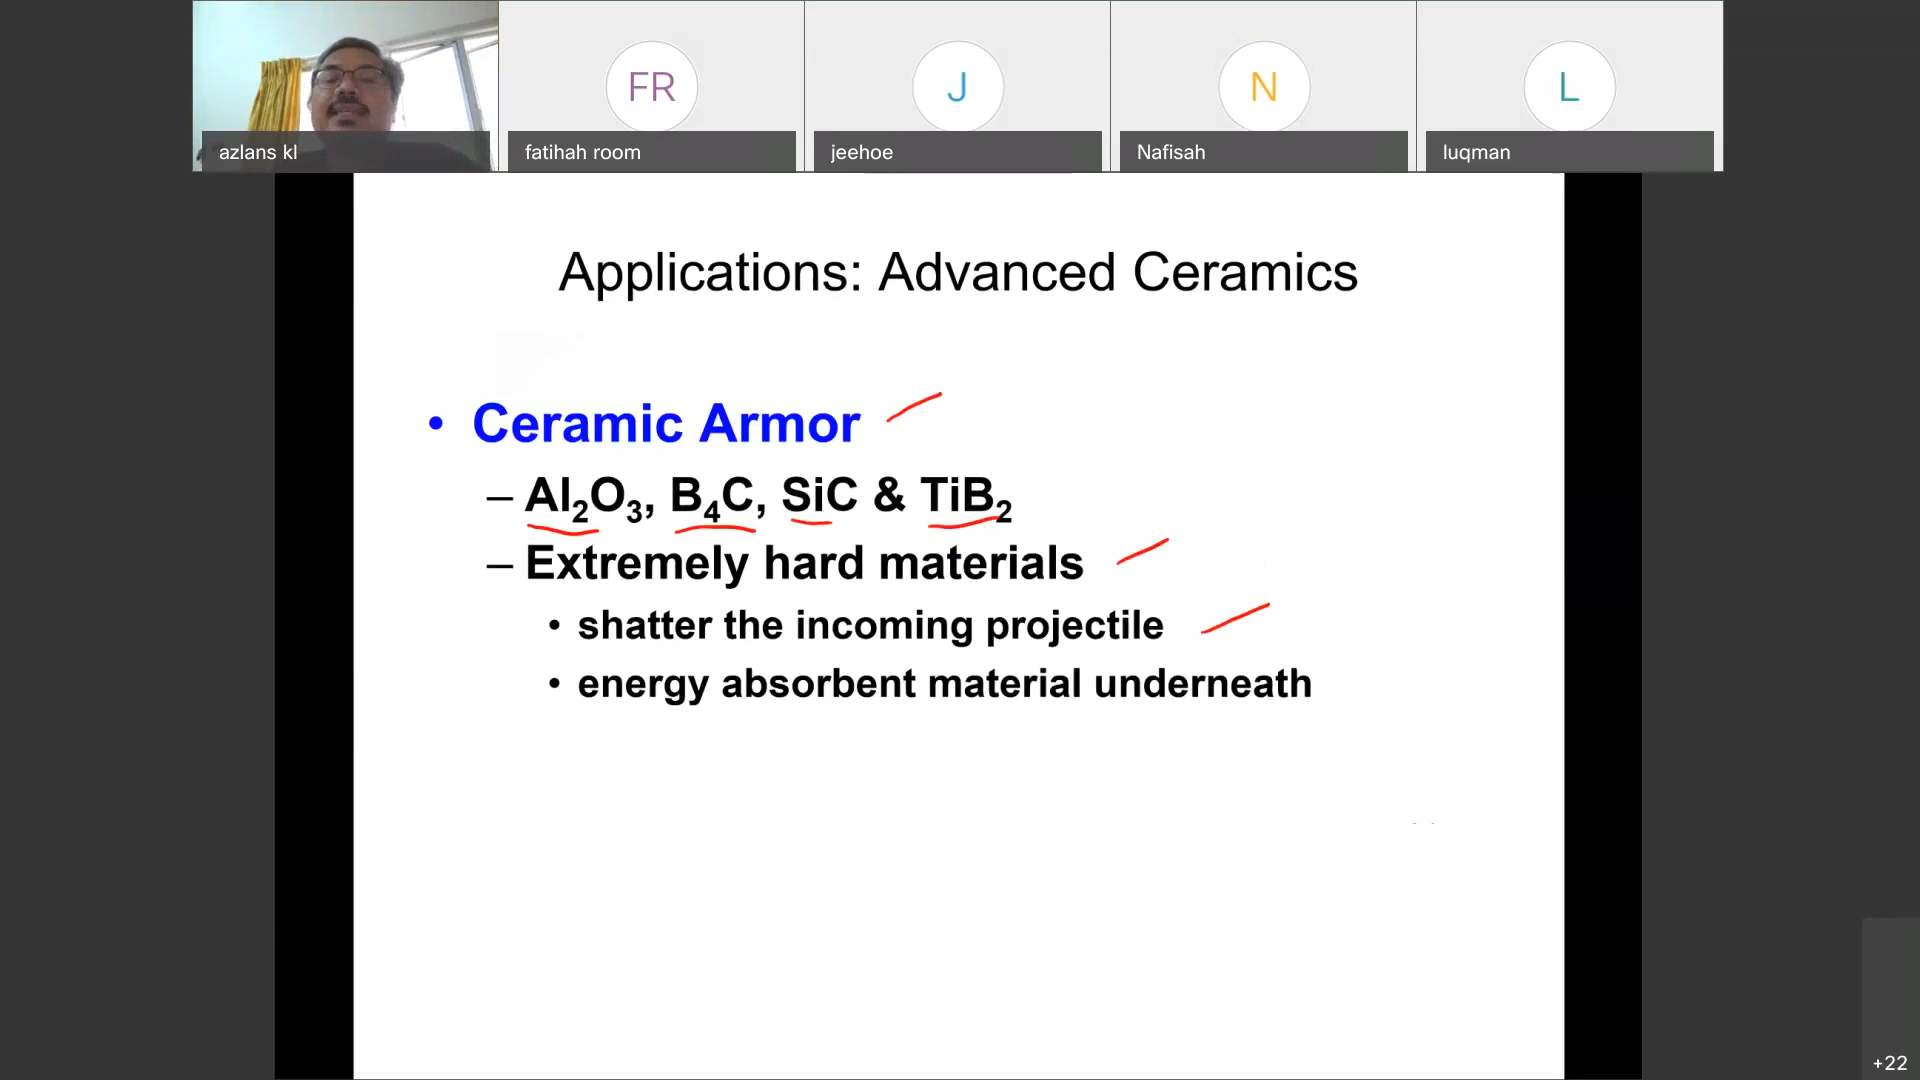 FR
J
N
L
azlans kl
fatihah room
jeehoe
Nafisah
luqman
Applications: Advanced Ceramics
• Ceramic Armor
– Al₂O₃, B₄C, SiC & TiB₂
– Extremely hard materials
• shatter the incoming projectile
• energy absorbent material underneath
+22